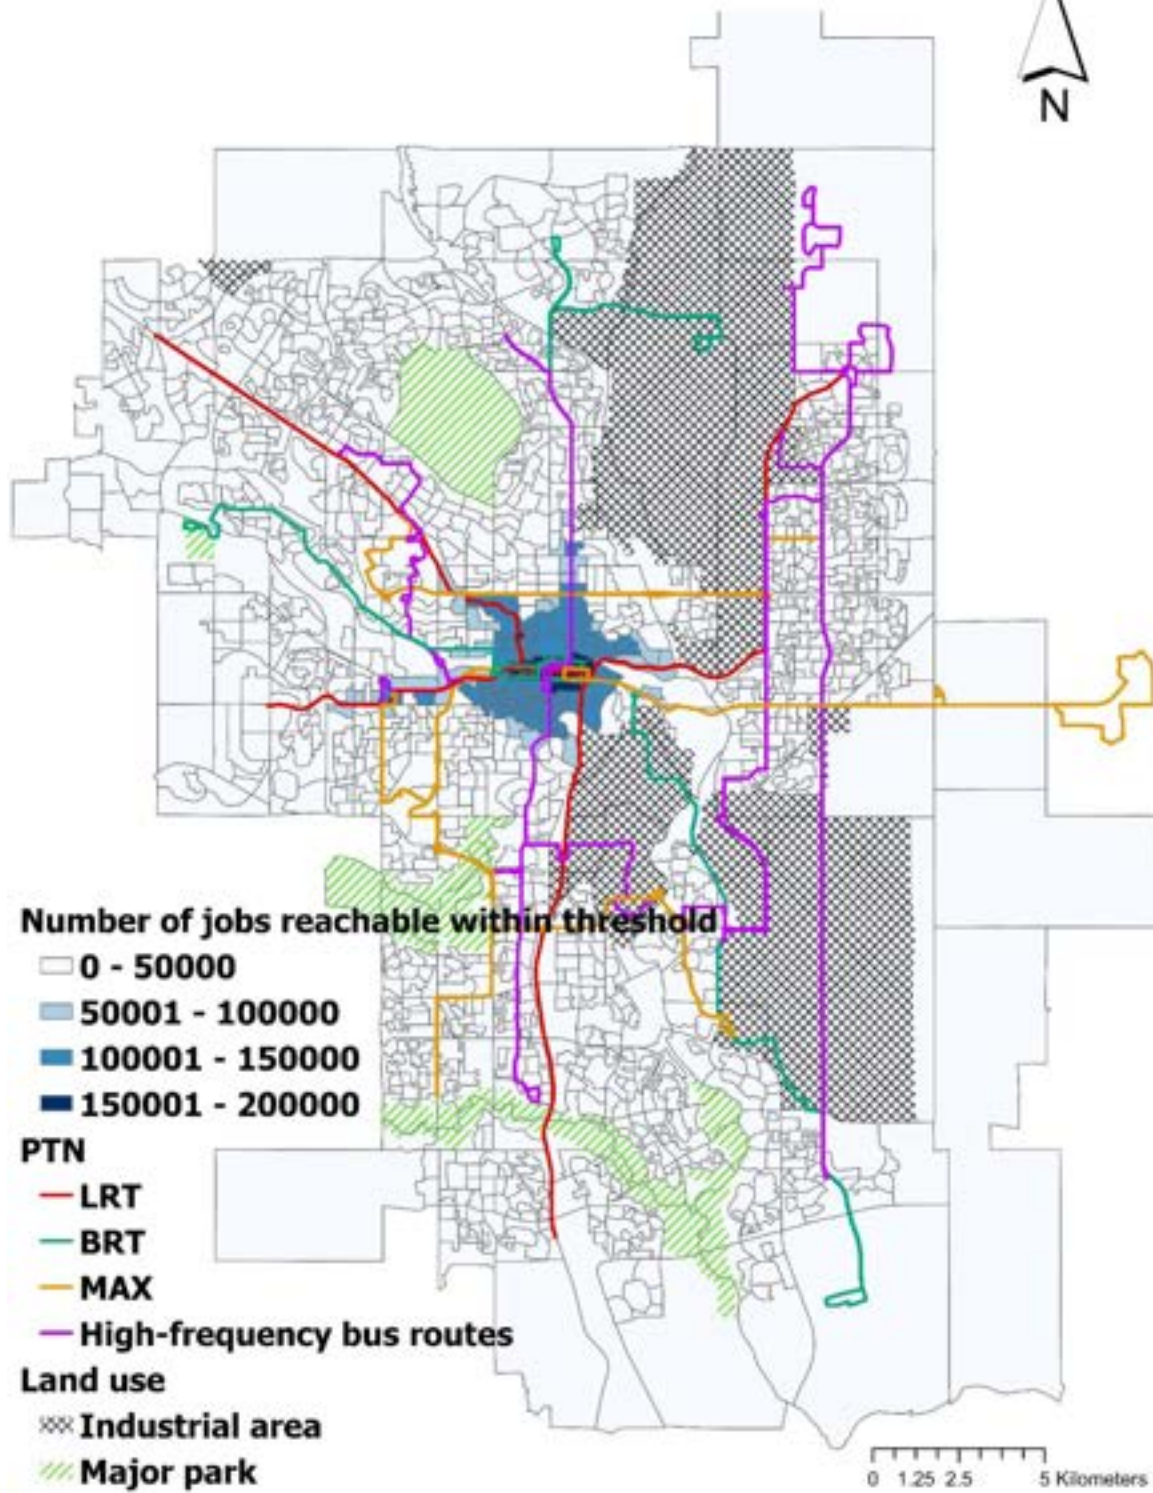 N
Number of jobs reachable within threshold
0 - 50000
50001 - 100000
100001 - 150000
150001 - 200000
PTN
LRT
BRT
MAX
High-frequency bus routes
Land use
Industrial area
Major park
0 1.25 2.5 5 Kilometers